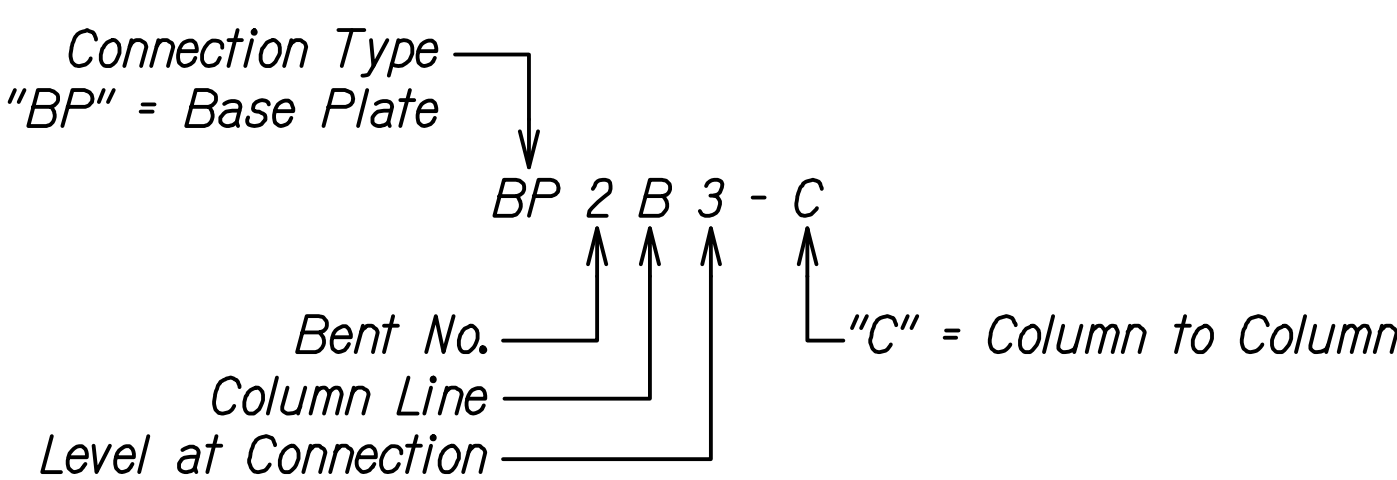 Connection Type
"BP" = Base Plate
BP 2 B 3 - C
Bent No.
"C" = Column to Column
Column Line
Level at Connection